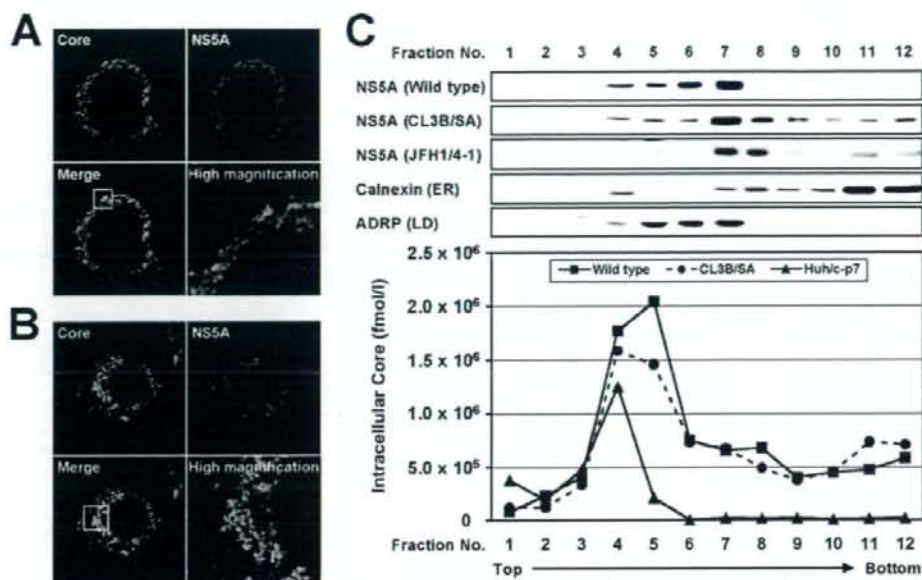 A
Core
NS5A
Merge
High magnification
B
Core
NS5A
Merge
High magnification
C
Fraction No. 1 2 3 4 5 6 7 8 9 10 11 12
NS5A (Wild type)
NS5A (CL3B/SA)
NS5A (JFH1/4-1)
Calnexin (ER)
ADRP (LD)
Intracellular Core (fmol/l)
2.5 x 10⁶
2.0 x 10⁶
1.5 x 10⁶
1.0 x 10⁶
5.0 x 10⁵
0
Wild type CL3B/SA Huh/c-p7
Fraction No. 1 2 3 4 5 6 7 8 9 10 11 12
Top Bottom